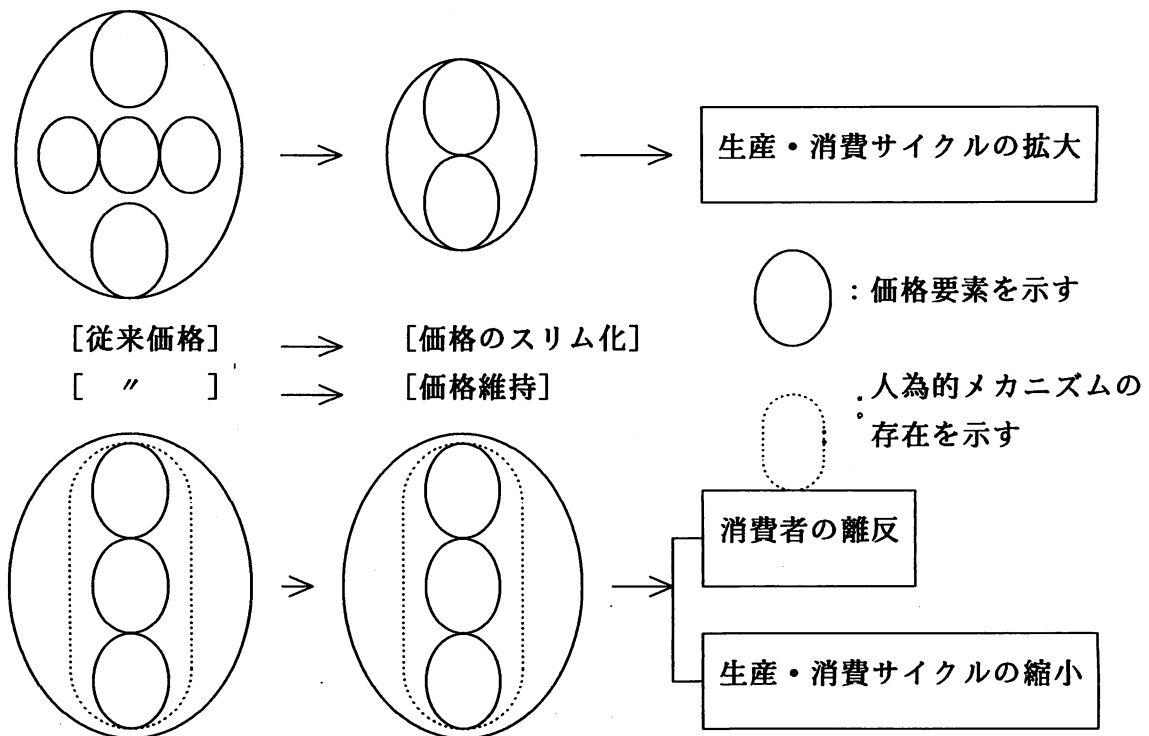 生産・消費サイクルの拡大
：価格要素を示す
[従来価格] → [価格のスリム化]
[ 〃 ] → [価格維持]
：人為的メカニズムの
存在を示す
消費者の離反
生産・消費サイクルの縮小